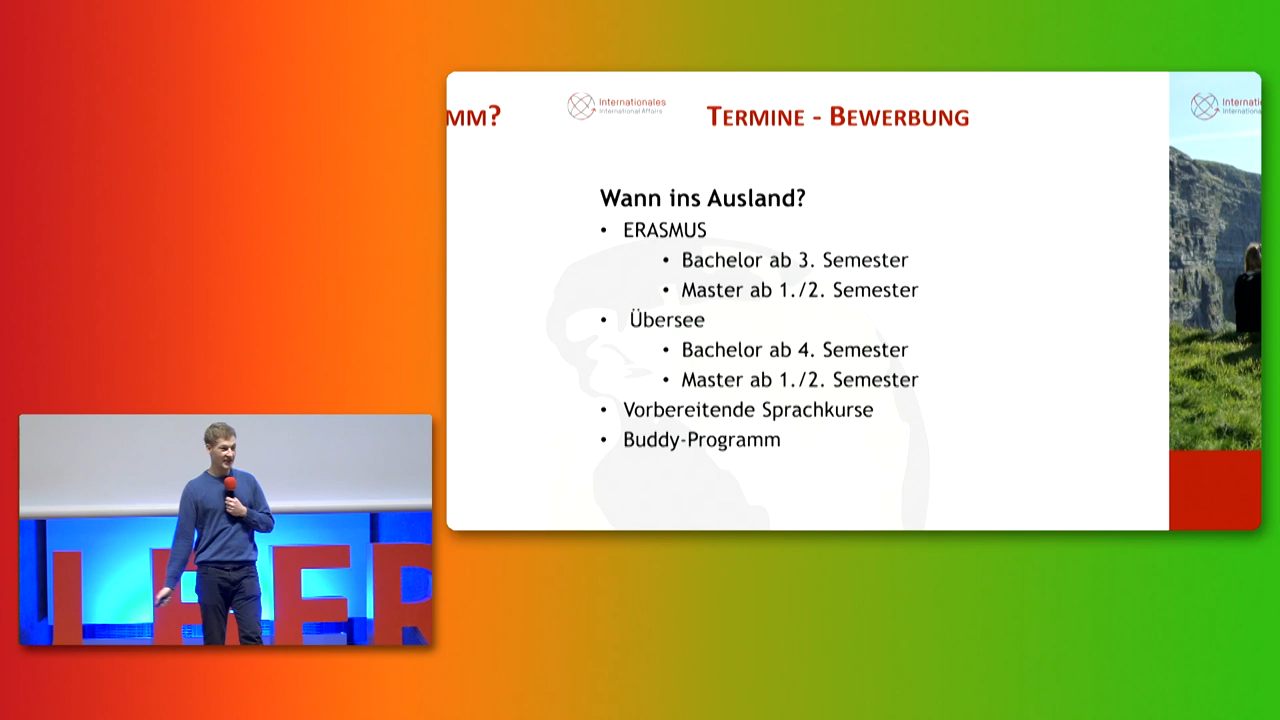 MM?
Internationales
International Affairs
TERMINE - BEWERBUNG
Internati
Internationa
Wann ins Ausland?
• ERASMUS
• Bachelor ab 3. Semester
• Master ab 1./2. Semester
• Übersee
• Bachelor ab 4. Semester
• Master ab 1./2. Semester
• Vorbereitende Sprachkurse
• Buddy-Programm